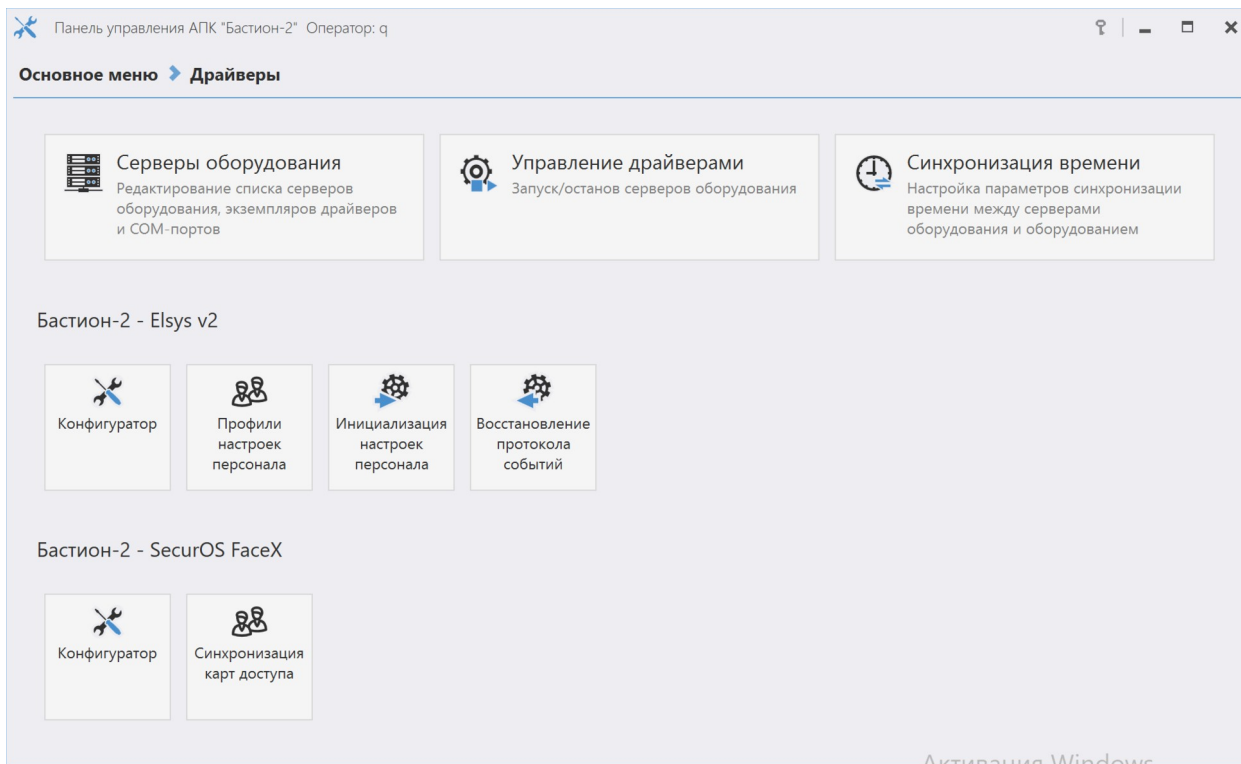 Панель управления АПК "Бастион-2" Оператор: q
Основное меню Драйверы
Серверы оборудования
Редактирование списка серверов
оборудования, экземпляров драйверов
и COM-портов
Управление драйверами
Запуск/останов серверов оборудования
Синхронизация времени
Настройка параметров синхронизации
времени между серверами
оборудования и оборудованием
Бастион-2 - Elsys v2
Конфигуратор
Профили
настроек
персонала
Инициализация
настроек
персонала
Восстановление
протокола
событий
Бастион-2 - SecurOS FaceX
Конфигуратор
Синхронизация
карт доступа
Активация Windows